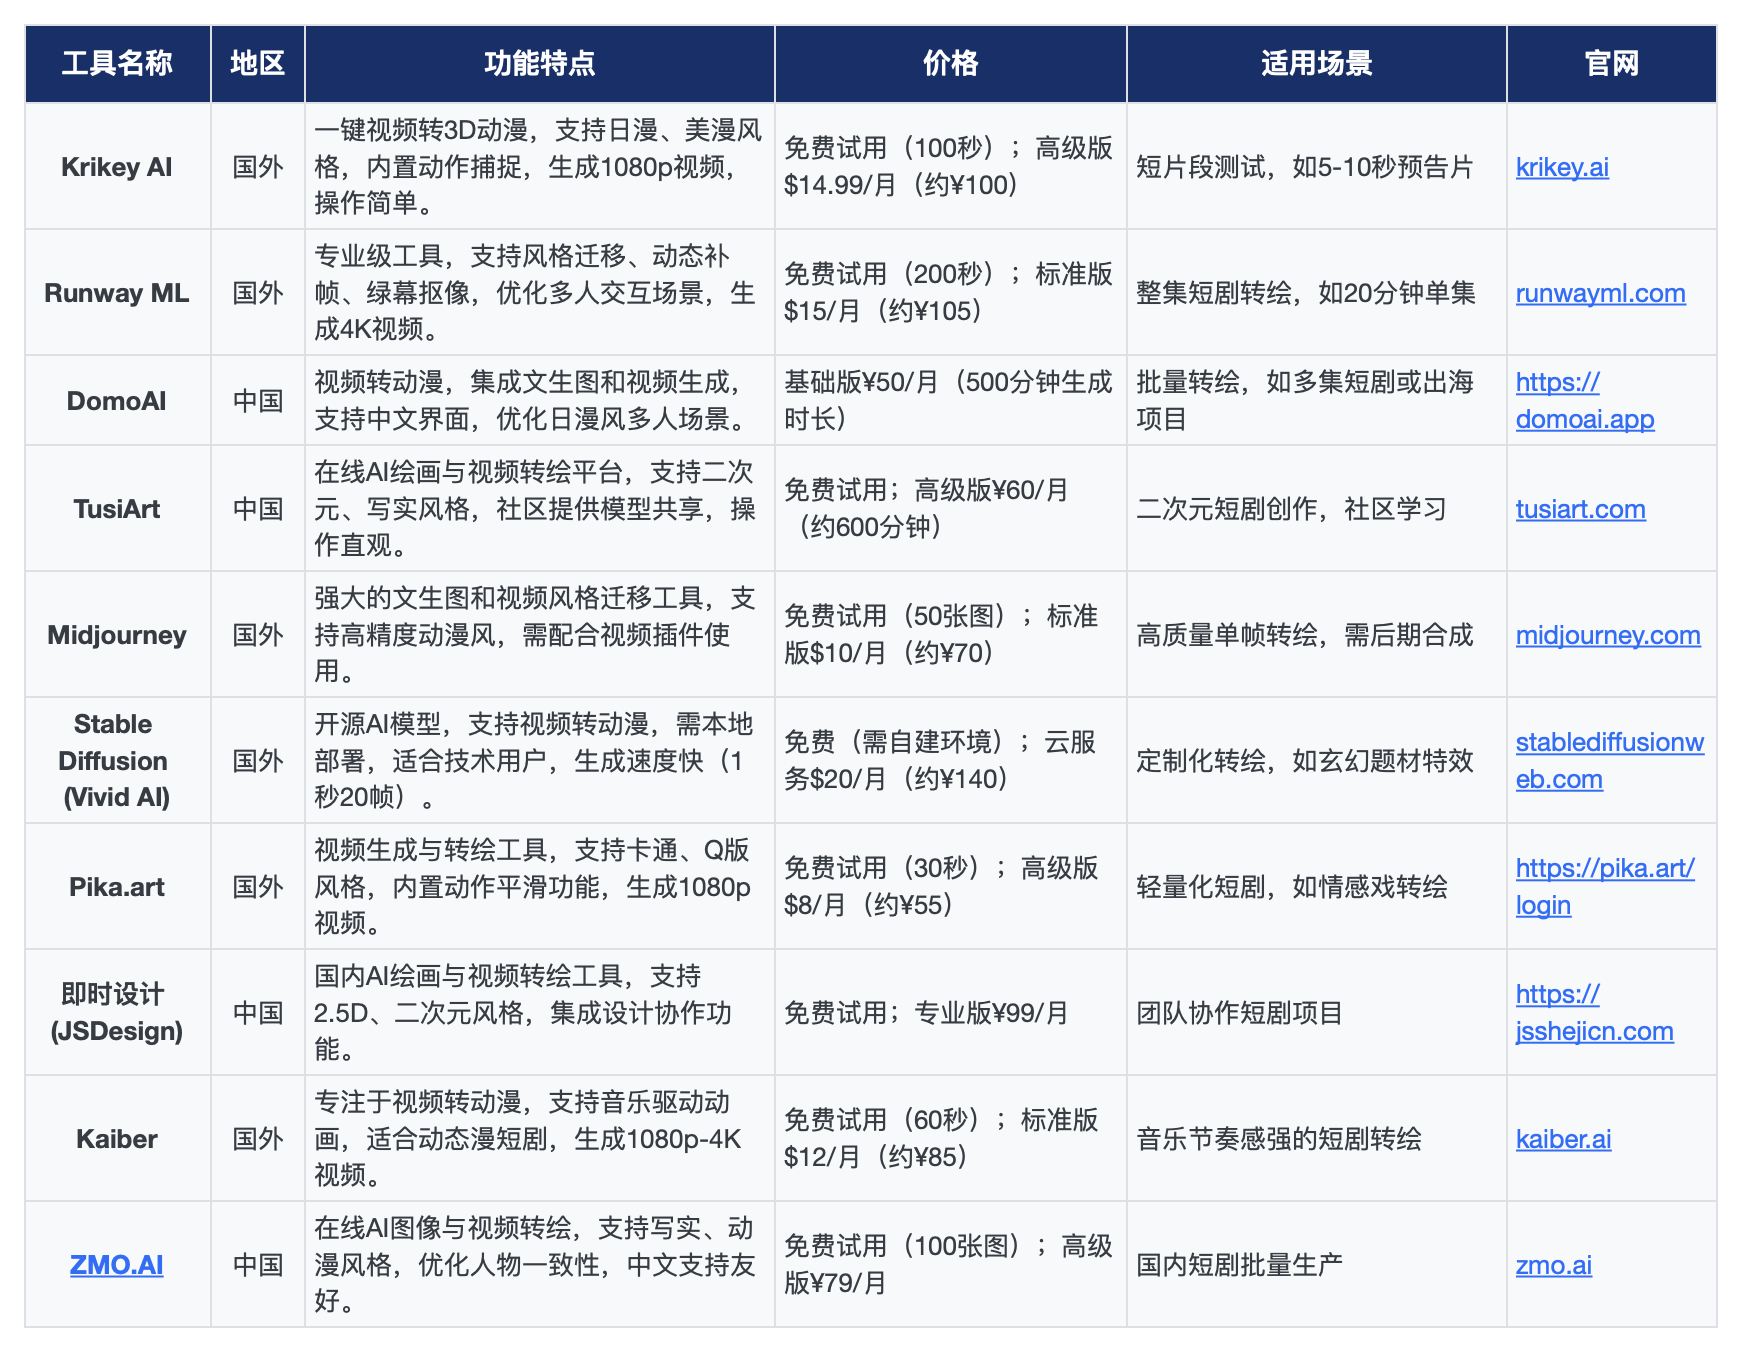 工具名称 地区 功能特点 价格 适用场景 官网
Krikey AI
国外
一键视频转3D动漫，支持日漫、美漫风
格，内置动作捕捉，生成1080p视频，
操作简单。
免费试用（100秒）；高级版
$14.99/月（约¥100）
短片段测试，如5-10秒预告片
krikey.ai
Runway ML
国外
专业级工具，支持风格迁移、动态补
帧、绿幕抠像，优化多人交互场景，生
成4K视频。
免费试用（200秒）；标准版
$15/月（约¥105）
整集短剧转绘，如20分钟单集
runwayml.com
DomoAI
中国
视频转动漫，集成文生图和视频生成，
支持中文界面，优化日漫风多人场景。
基础版¥50/月（500分钟生成
时长）
批量转绘，如多集短剧或出海
项目
https://
domoai.app
TusiArt
中国
在线AI绘画与视频转绘平台，支持二次
元、写实风格，社区提供模型共享，操
作直观。
免费试用；高级版¥60/月
（约600分钟）
二次元短剧创作，社区学习
tusiart.com
Midjourney
国外
强大的文生图和视频风格迁移工具，支
持高精度动漫风，需配合视频插件使
用。
免费试用（50张图）；标准
版$10/月（约¥70）
高质量单帧转绘，需后期合成
midjourney.com
Stable
Diffusion
(Vivid AI)
国外
开源AI模型，支持视频转动漫，需本地
部署，适合技术用户，生成速度快（1
秒20帧）。
免费（需自建环境）；云服
务$20/月（约¥140）
定制化转绘，如玄幻题材特效
stablediffusionw
eb.com
Pika.art
国外
视频生成与转绘工具，支持卡通、Q版
风格，内置动作平滑功能，生成1080p
视频。
免费试用（30秒）；高级版
$8/月（约¥55）
轻量化短剧，如情感戏转绘
https://pika.art/
login
即时设计
(JSDesign)
中国
国内AI绘画与视频转绘工具，支持
2.5D、二次元风格，集成设计协作功
能。
免费试用；专业版¥99/月
团队协作短剧项目
https://
jsshejicn.com
Kaiber
国外
专注于视频转动漫，支持音乐驱动动
画，适合动态漫短剧，生成1080p-4K
视频。
免费试用（60秒）；标准版
$12/月（约¥85）
音乐节奏感强的短剧转绘
kaiber.ai
ZMO.AI
中国
在线AI图像与视频转绘，支持写实、动
漫风格，优化人物一致性，中文支持友
好。
免费试用（100张图）；高级
版¥79/月
国内短剧批量生产
zmo.ai